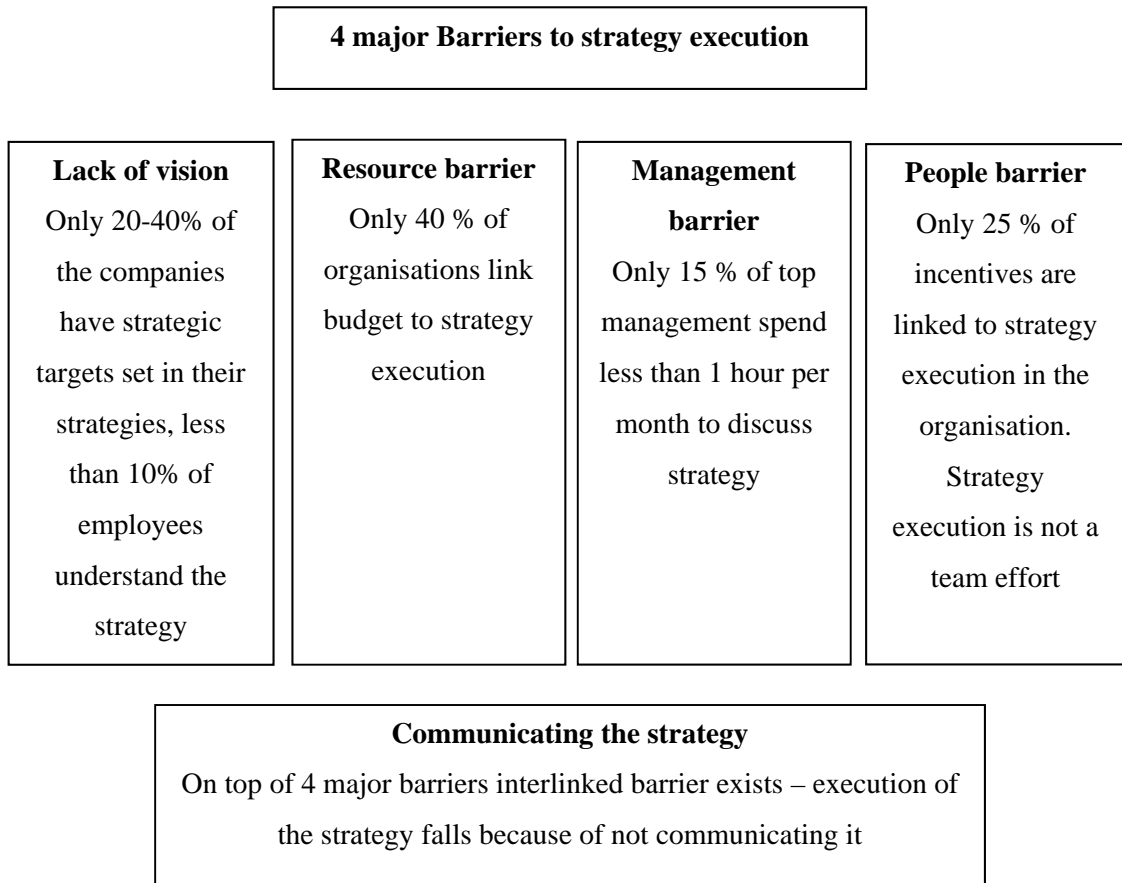 4 major Barriers to strategy execution
Lack of vision
Only 20-40% of
the companies
have strategic
targets set in their
strategies, less
than 10% of
employees
understand the
strategy
Resource barrier
Only 40 % of
organisations link
budget to strategy
execution
Management
barrier
Only 15 % of top
management spend
less than 1 hour per
month to discuss
strategy
People barrier
Only 25 % of
incentives are
linked to strategy
execution in the
organisation.
Strategy
execution is not a
team effort
Communicating the strategy
On top of 4 major barriers interlinked barrier exists – execution of
the strategy falls because of not communicating it